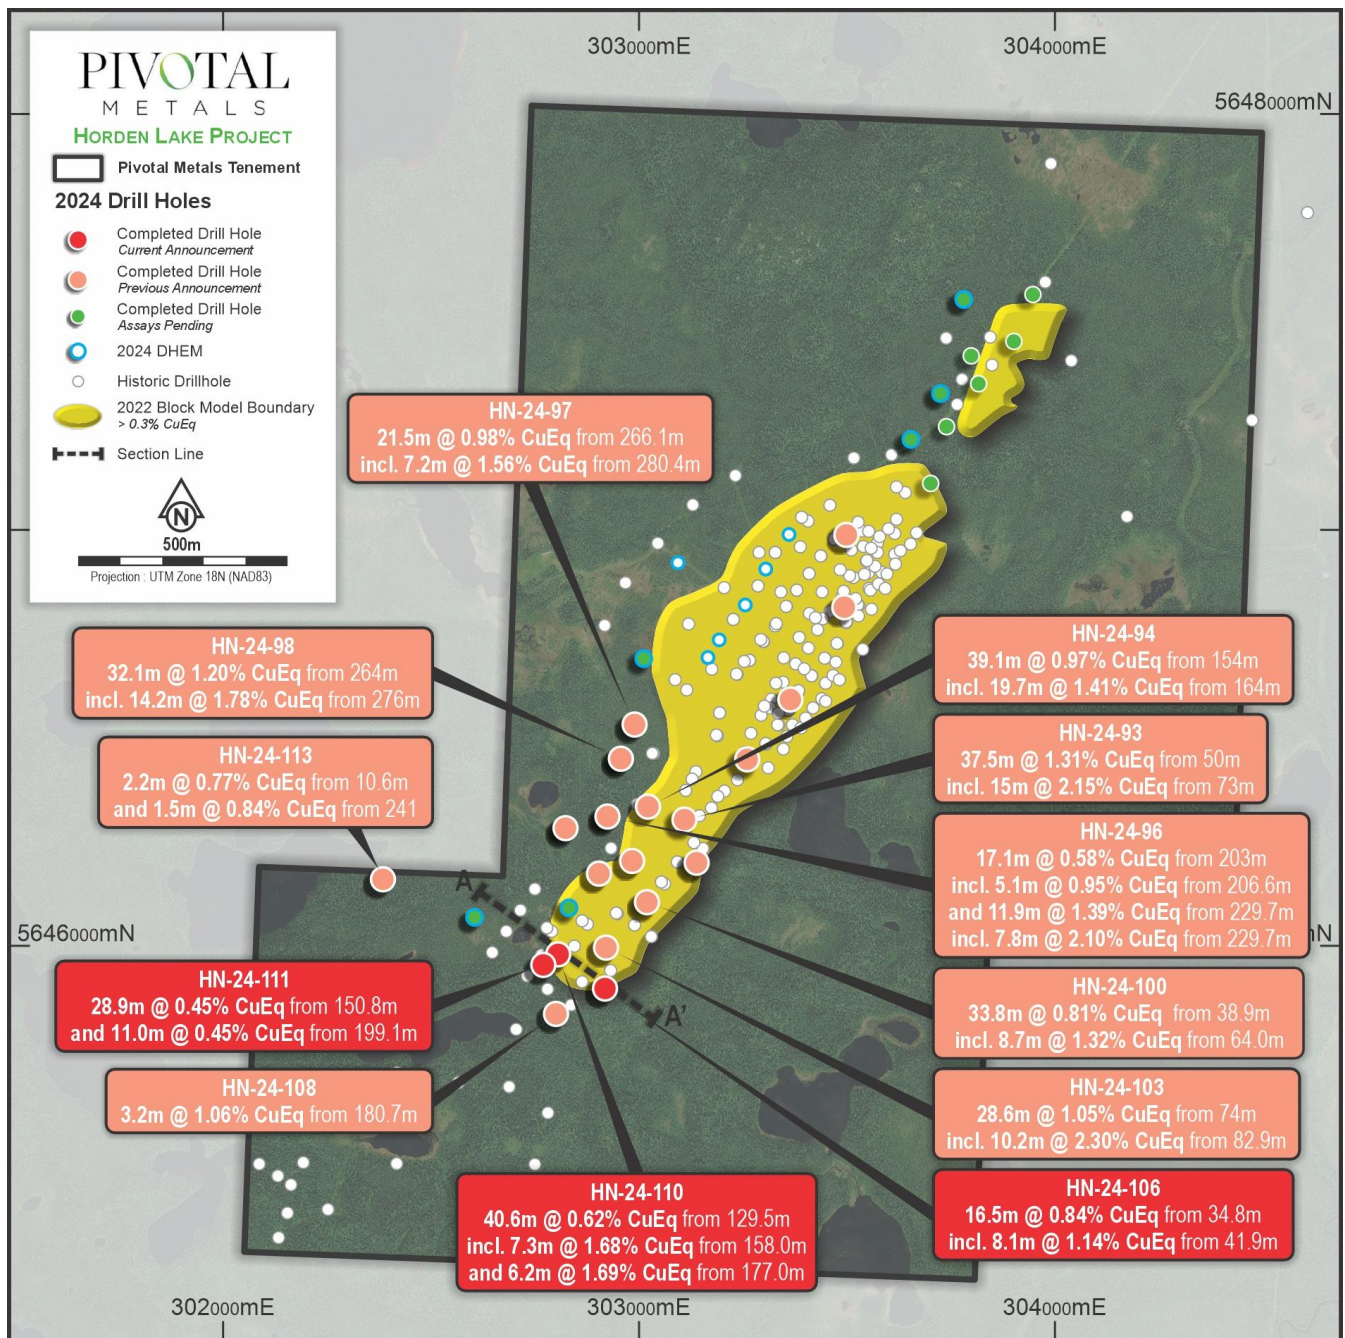 303000mE
304000mE
5648000mN
PIVOTAL
METALS
HORDEN LAKE PROJECT
Pivotal Metals Tenement
2024 Drill Holes
Completed Drill Hole
Current Announcement
Completed Drill Hole
Previous Announcement
Completed Drill Hole
Assays Pending
2024 DHEM
Historic Drillhole
2022 Block Model Boundary
> 0.3% CuEq
Section Line
N
500m
Projection : UTM Zone 18N (NAD83)
HN-24-97
21.5m @ 0.98% CuEq from 266.1m
incl. 7.2m @ 1.56% CuEq from 280.4m
HN-24-98
32.1m @ 1.20% CuEq from 264m
incl. 14.2m @ 1.78% CuEq from 276m
HN-24-113
2.2m @ 0.77% CuEq from 10.6m
and 1.5m @ 0.84% CuEq from 241
HN-24-94
39.1m @ 0.97% CuEq from 154m
incl. 19.7m @ 1.41% CuEq from 164m
HN-24-93
37.5m @ 1.31% CuEq from 50m
incl. 15m @ 2.15% CuEq from 73m
HN-24-96
17.1m @ 0.58% CuEq from 203m
incl. 5.1m @ 0.95% CuEq from 206.6m
and 11.9m @ 1.39% CuEq from 229.7m
incl. 7.8m @ 2.10% CuEq from 229.7m
A
5646000mN
N
HN-24-111
28.9m @ 0.45% CuEq from 150.8m
and 11.0m @ 0.45% CuEq from 199.1m
A'
HN-24-100
33.8m @ 0.81% CuEq from 38.9m
incl. 8.7m @ 1.32% CuEq from 64.0m
HN-24-108
3.2m @ 1.06% CuEq from 180.7m
HN-24-103
28.6m @ 1.05% CuEq from 74m
incl. 10.2m @ 2.30% CuEq from 82.9m
HN-24-110
40.6m @ 0.62% CuEq from 129.5m
incl. 7.3m @ 1.68% CuEq from 158.0m
and 6.2m @ 1.69% CuEq from 177.0m
HN-24-106
16.5m @ 0.84% CuEq from 34.8m
incl. 8.1m @ 1.14% CuEq from 41.9m
302000mE
303000mE
304000mE